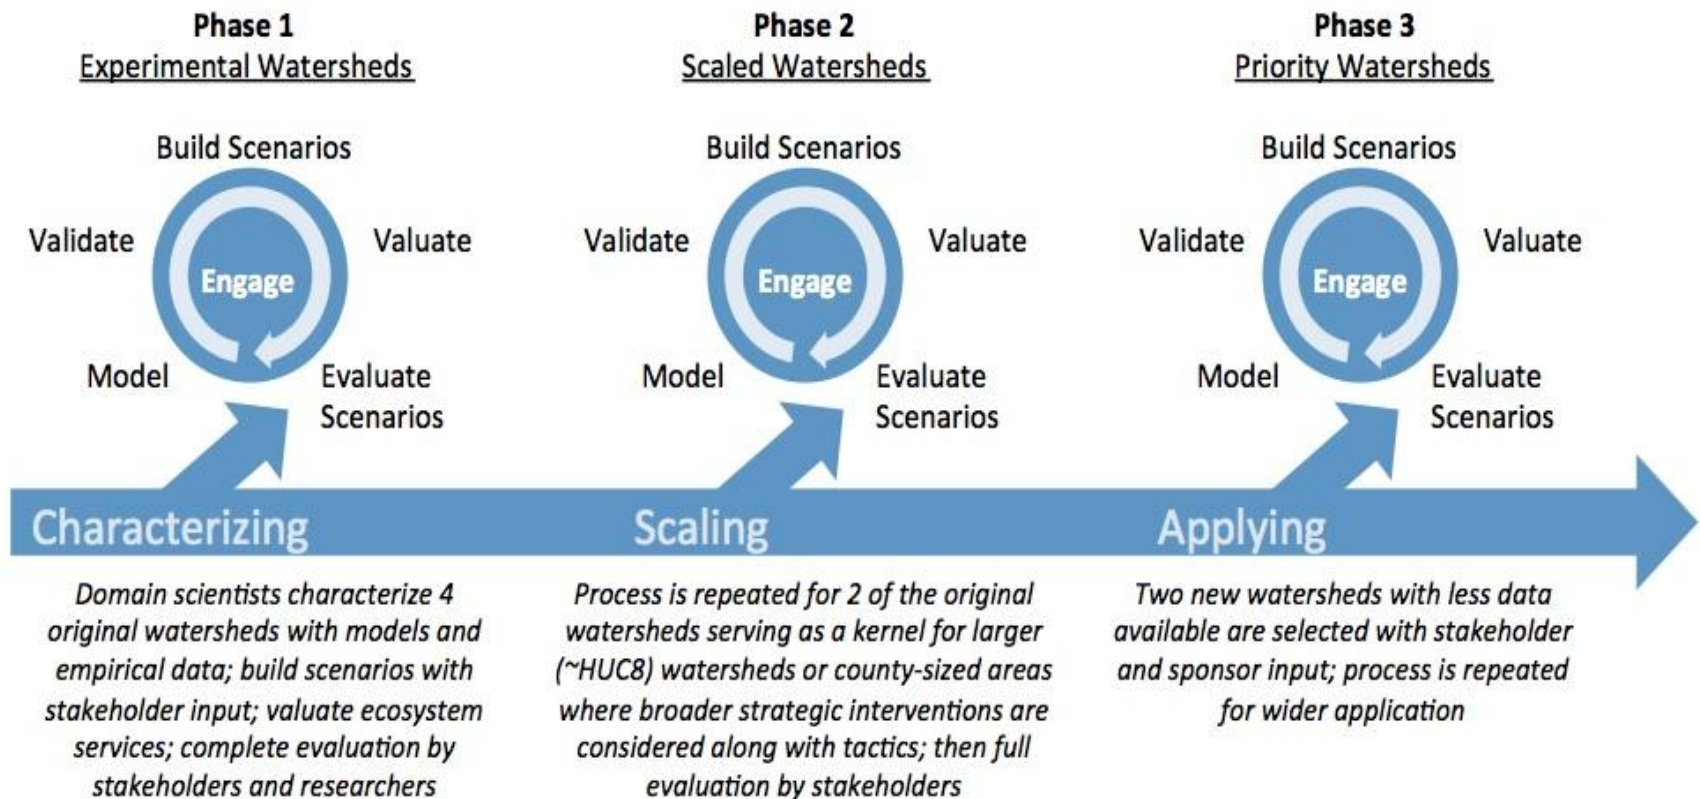 Phase 1
Experimental Watersheds
Build Scenarios
Validate
Valuate
Engage
Model
Evaluate
Scenarios
Characterizing
Domain scientists characterize 4
original watersheds with models and
empirical data; build scenarios with
stakeholder input; valuate ecosystem
services; complete evaluation by
stakeholders and researchers
Phase 2
Scaled Watersheds
Build Scenarios
Validate
Valuate
Engage
Model
Evaluate
Scenarios
Scaling
Process is repeated for 2 of the original
watersheds serving as a kernel for larger
(~HUC8) watersheds or county-sized areas
where broader strategic interventions are
considered along with tactics; then full
evaluation by stakeholders
Phase 3
Priority Watersheds
Build Scenarios
Validate
Valuate
Engage
Model
Evaluate
Scenarios
Applying
Two new watersheds with less data
available are selected with stakeholder
and sponsor input; process is repeated
for wider application